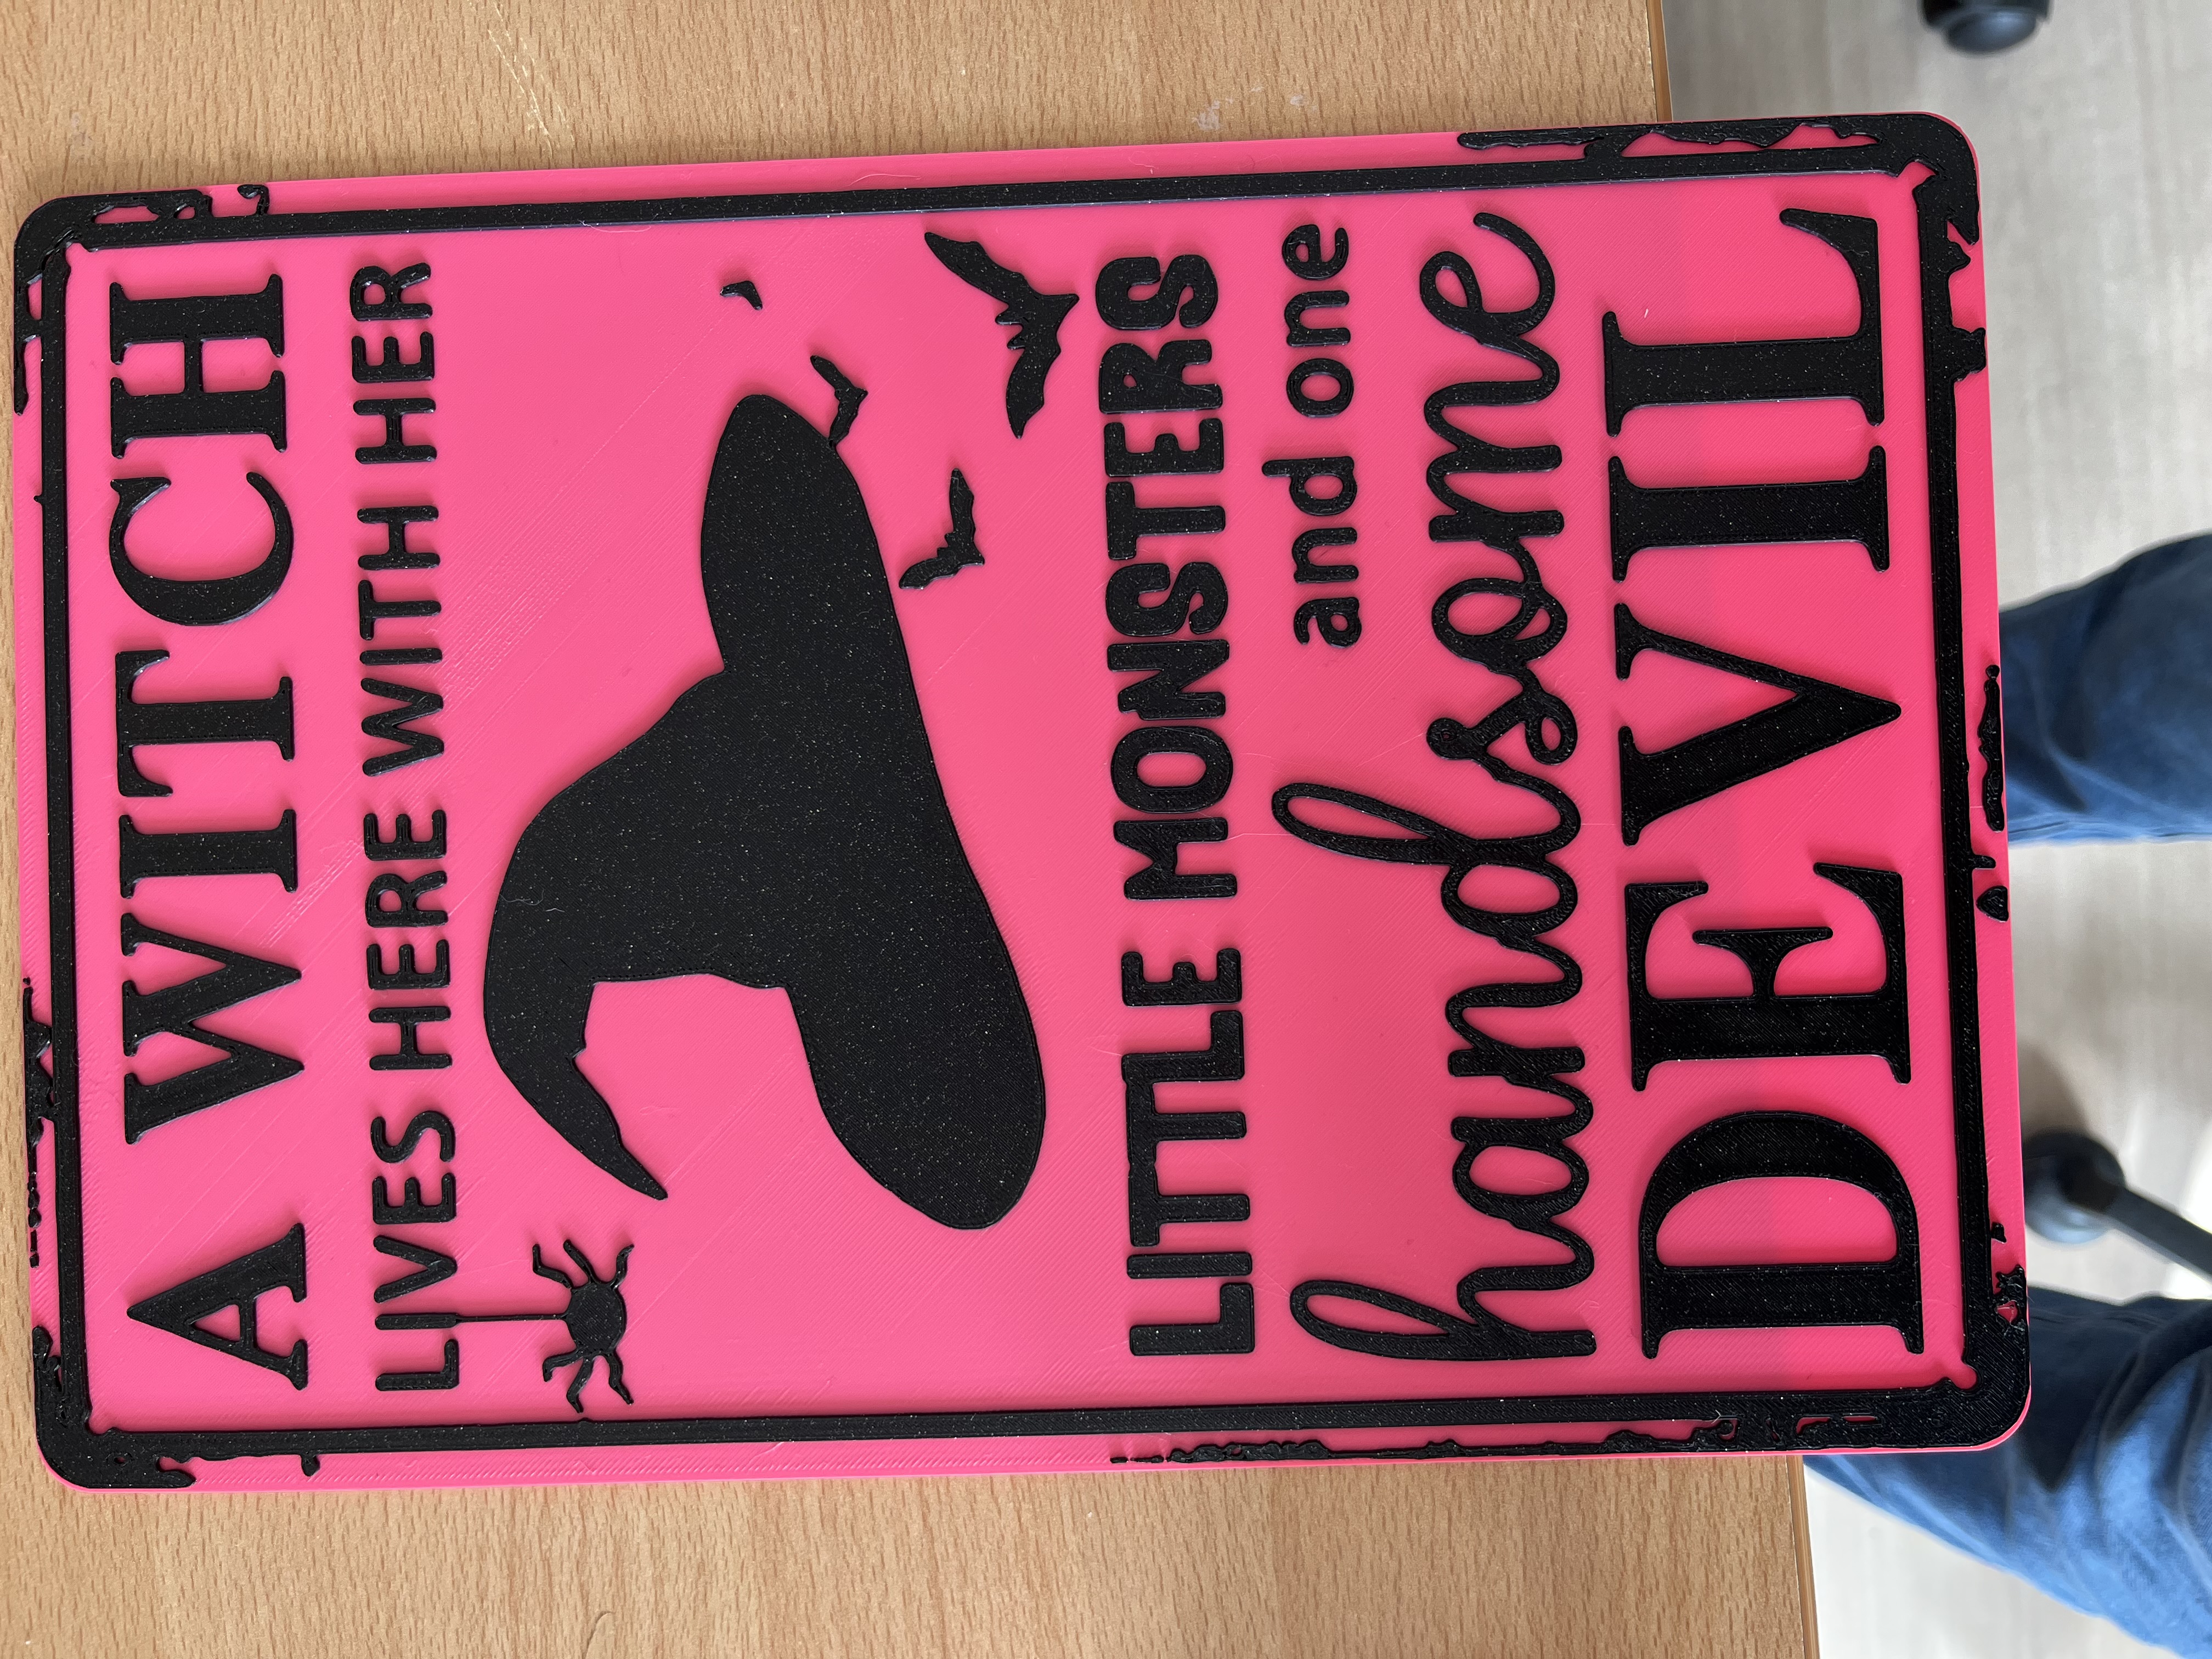 A WITCH
LIVES HERE WITH HER
LITTLE MONSTERS
and one
handsome
DEVIL